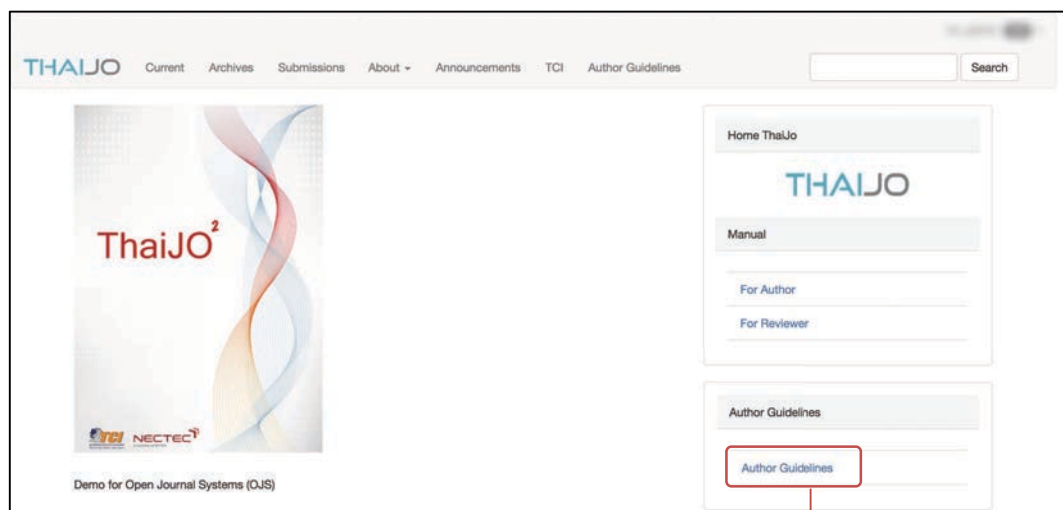 THAIJO Current Archives Submissions About Announcements TCI Author Guidelines Search
ThaiJO²
TCI NECTEC
Demo for Open Journal Systems (OJS)
Home ThaiJo
THAIJO
Manual
For Author
For Reviewer
Author Guidelines
Author Guidelines